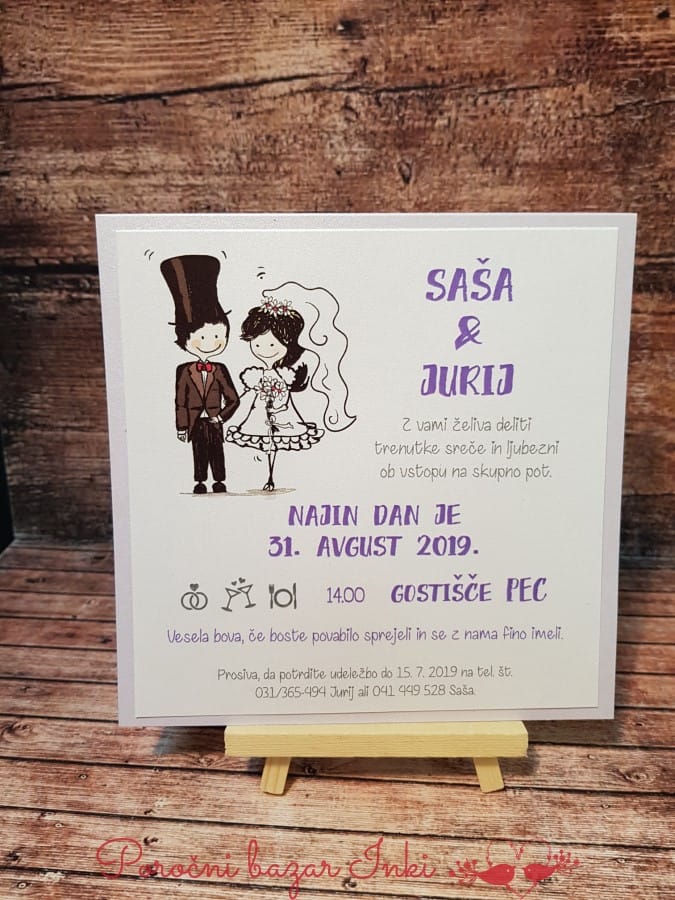 SAŠA
&
JURIJ
Z vami želiva deliti
trenutke sreče in ljubezni
ob vstopu na skupno pot.
NAJIN DAN JE
31. AVGUST 2019.
14.00 GOSTIŠČE PEC
Vesela bova, če boste povabilo sprejeli in se z nama fino imeli.
Prosiva, da potrdite udeležbo do 15. 7. 2019 na tel. št.
031/365-494 Jurij ali 041 449 528 Saša.
Poročni bazar Inki